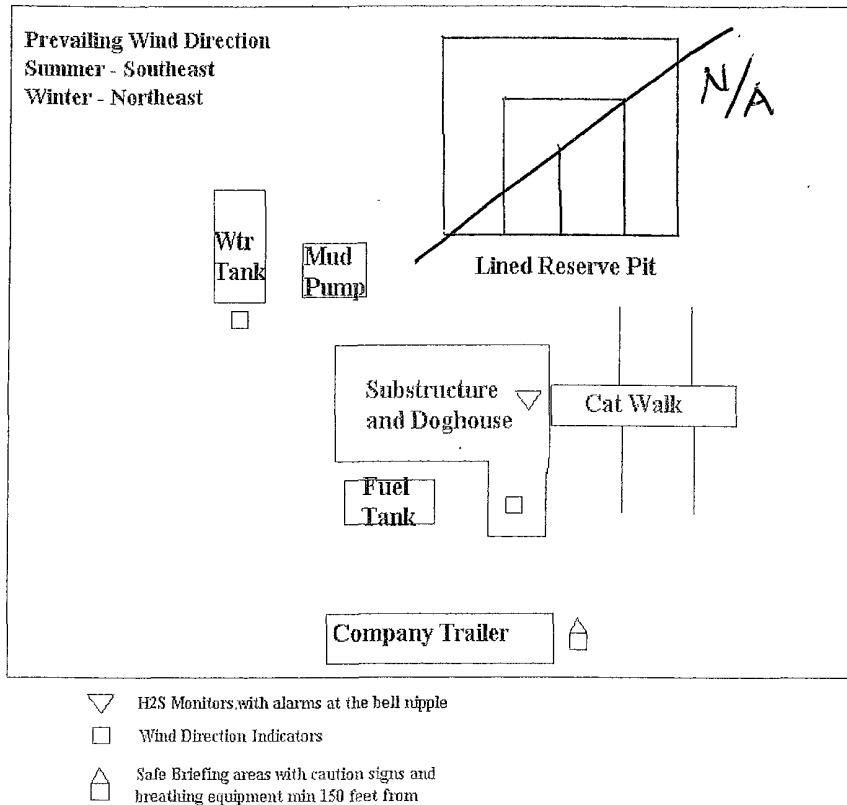 Prevailing Wind Direction
Summer - Southeast
Winter - Northeast
N/A
Wtr
Tank
Mud
Pump
Lined Reserve Pit
Substructure
and Doghouse
Cat Walk
Fuel
Tank
Company Trailer
H2S Monitors with alarms at the bell nipple
Wind Direction Indicators
Safe Briefing areas with caution signs and
breathing equipment min 150 feet from